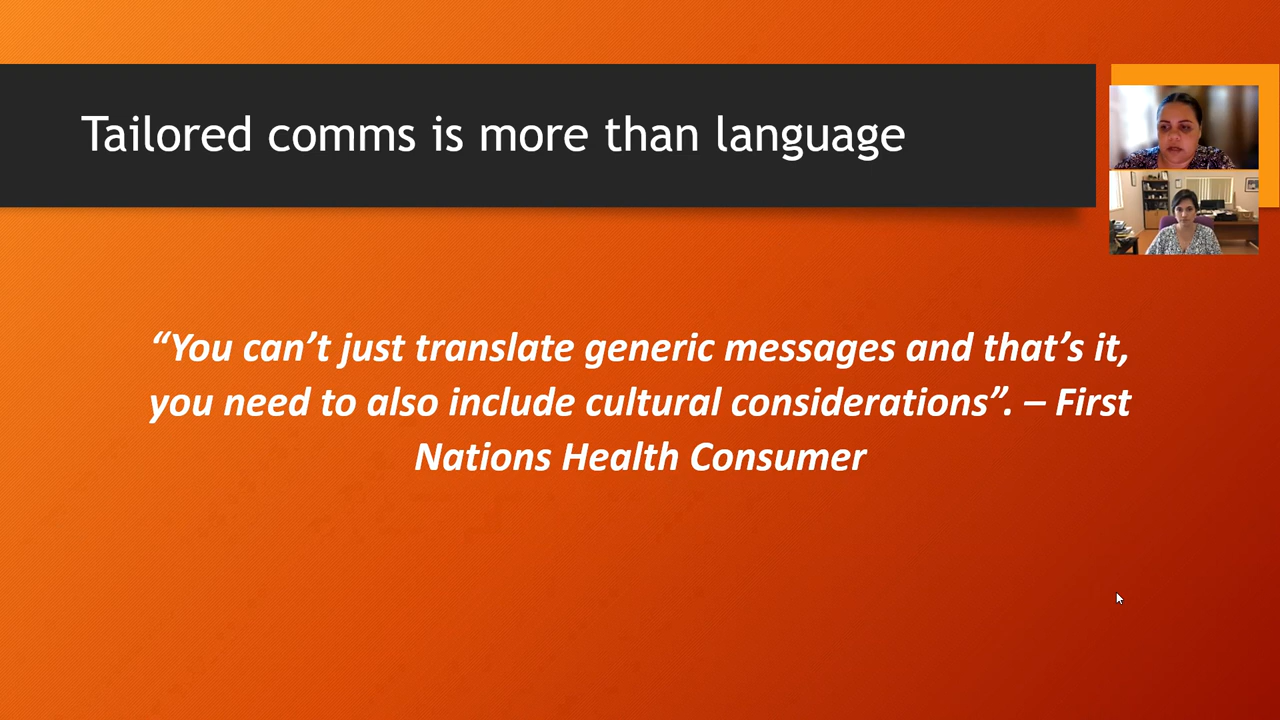 Tailored comms is more than language
“You can’t just translate generic messages and that’s it,
you need to also include cultural considerations”. – First
Nations Health Consumer